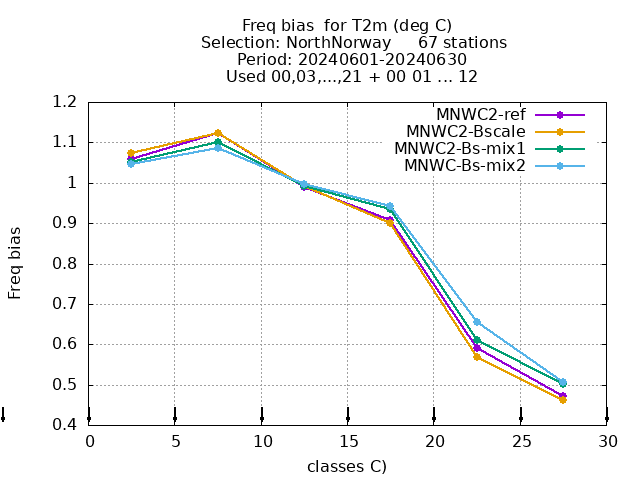 Freq bias  for T2m (deg C)
Selection: NorthNorway     67 stations
Period: 20240601-20240630
Used 00,03,...,21 + 00 01 ... 12
MNWC2-ref
MNWC2-Bscale
MNWC2-Bs-mix1
MNWC-Bs-mix2
1.2
1.1
1
0.9
0.8
0.7
0.6
0.5
0.4
Freq bias
0 5 10 15 20 25 30
classes C)